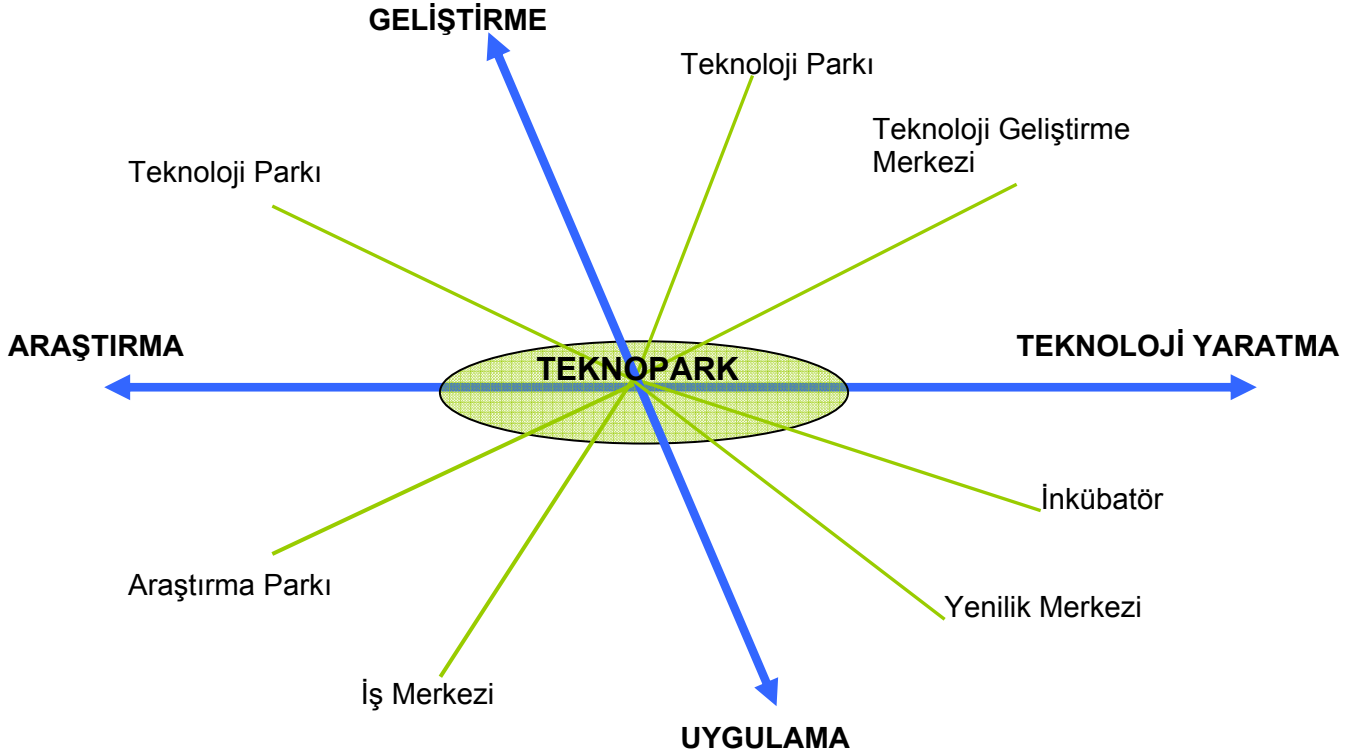 GELİŞTİRME
Teknoloji Parkı
Teknoloji Geliştirme
Merkezi
Teknoloji Parkı
ARAŞTIRMA
TEKNOLOJİ YARATMA
TEKNOPARK
İnkübatör
Araştırma Parkı
Yenilik Merkezi
İş Merkezi
UYGULAMA